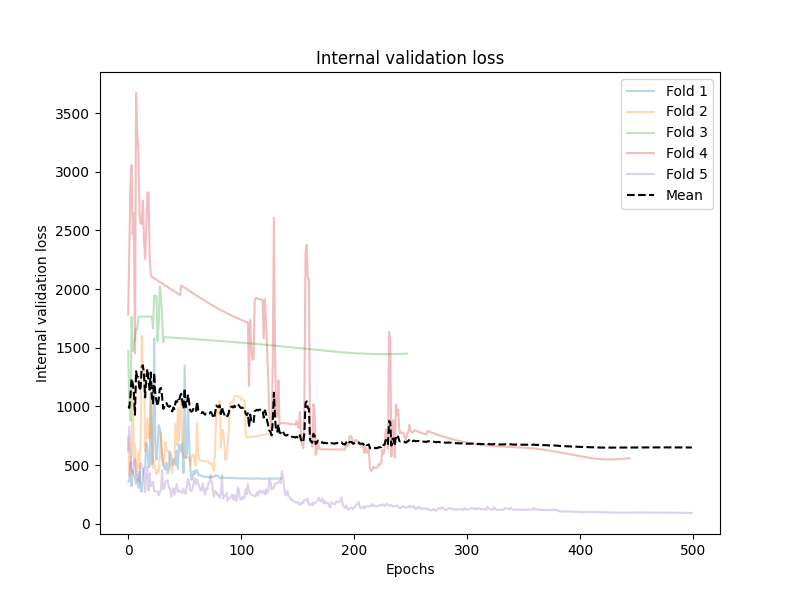 Internal validation loss
Fold 1
Fold 2
Fold 3
Fold 4
Fold 5
Mean
Internal validation loss
3500
3000
2500
2000
1500
1000
500
0
0 100 200 300 400 500
Epochs